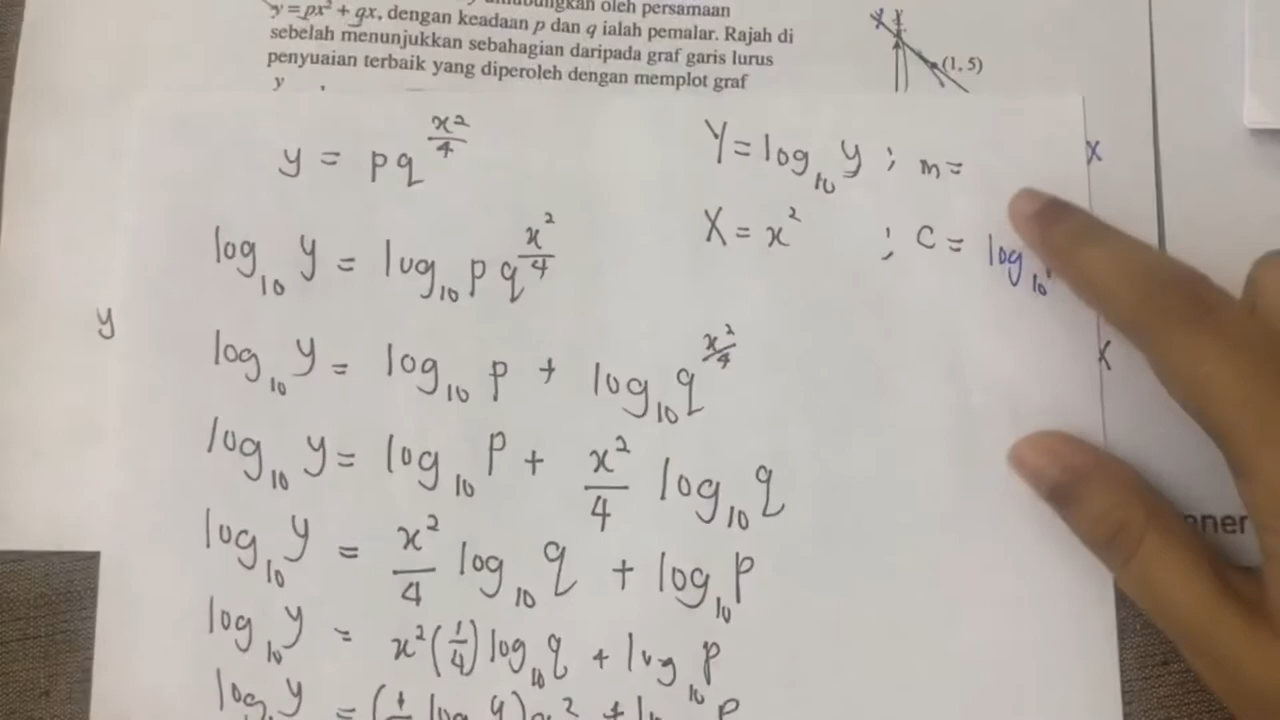 oleh persamaan
y = px² + qx, dengan keadaan p dan q ialah pemalar. Rajah di
sebelah menunjukkan sebahagian daripada graf garis lurus
penyuaian terbaik yang diperoleh dengan memplot graf
y
(1, 5)
y = pq^(x²/4)
Y = log₁₀ y ; m =
X = x² ; c = log₁₀
log₁₀ y = log₁₀ p q^(x²/4)
y
log₁₀ y = log₁₀ p + log₁₀ q^(x²/4)
log₁₀ y = log₁₀ p + x²/4 log₁₀ q
log₁₀ y = x²/4 log₁₀ q + log₁₀ p
log₁₀ y = x²(1/4) log₁₀ q + log₁₀ p
x
x